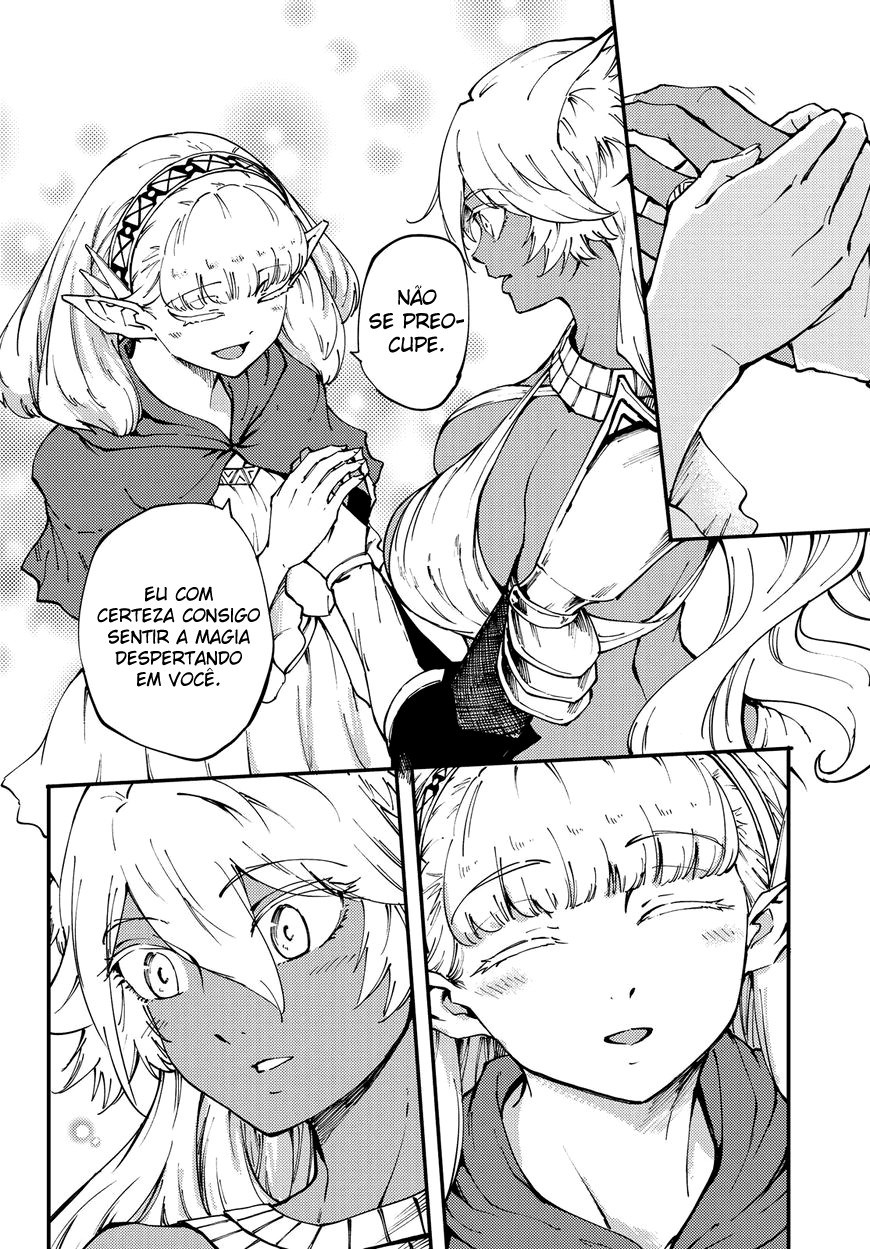 NÃO
SE PREO-
CUPE.
EU COM
CERTEZA CONSIGO
SENTIR A MAGIA
DESPERTANDO
EM VOCÊ.